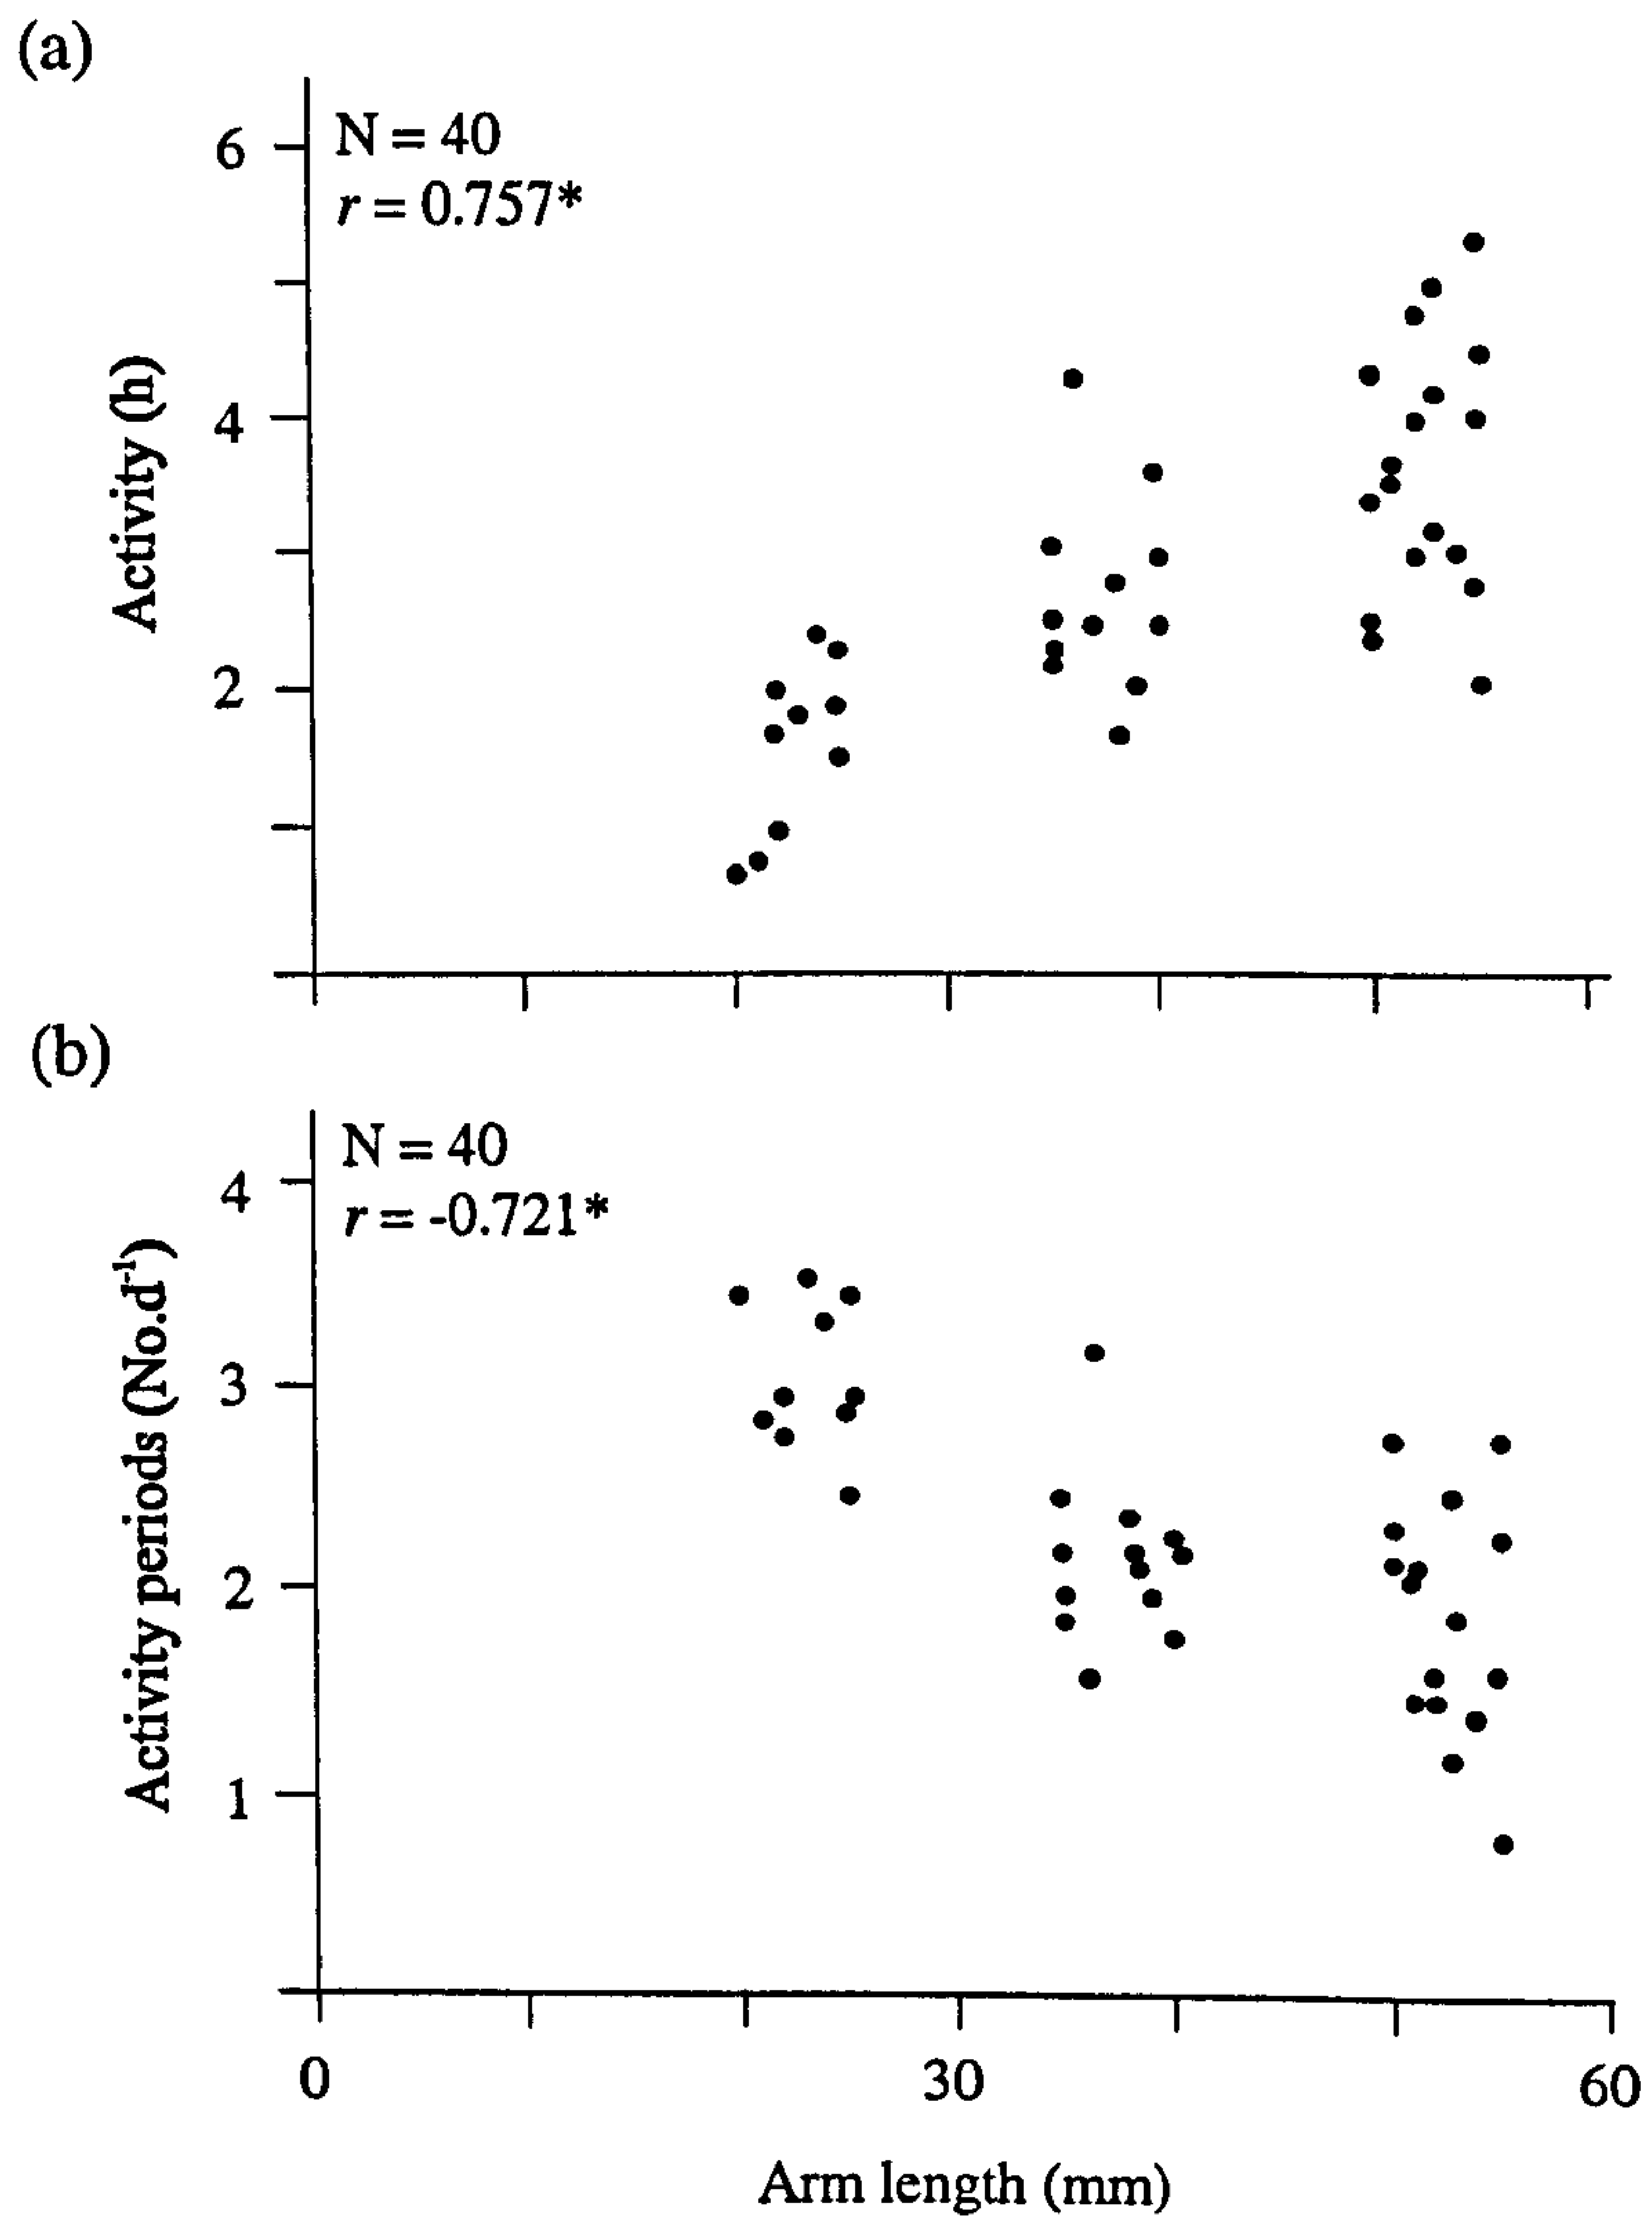 (a)
6
N = 40
r = 0.757*
4
2
Activity (h)
(b)
N = 40
r = -0.721*
4
3
2
1
Activity periods (No.d⁻¹)
0
30
60
Arm length (mm)